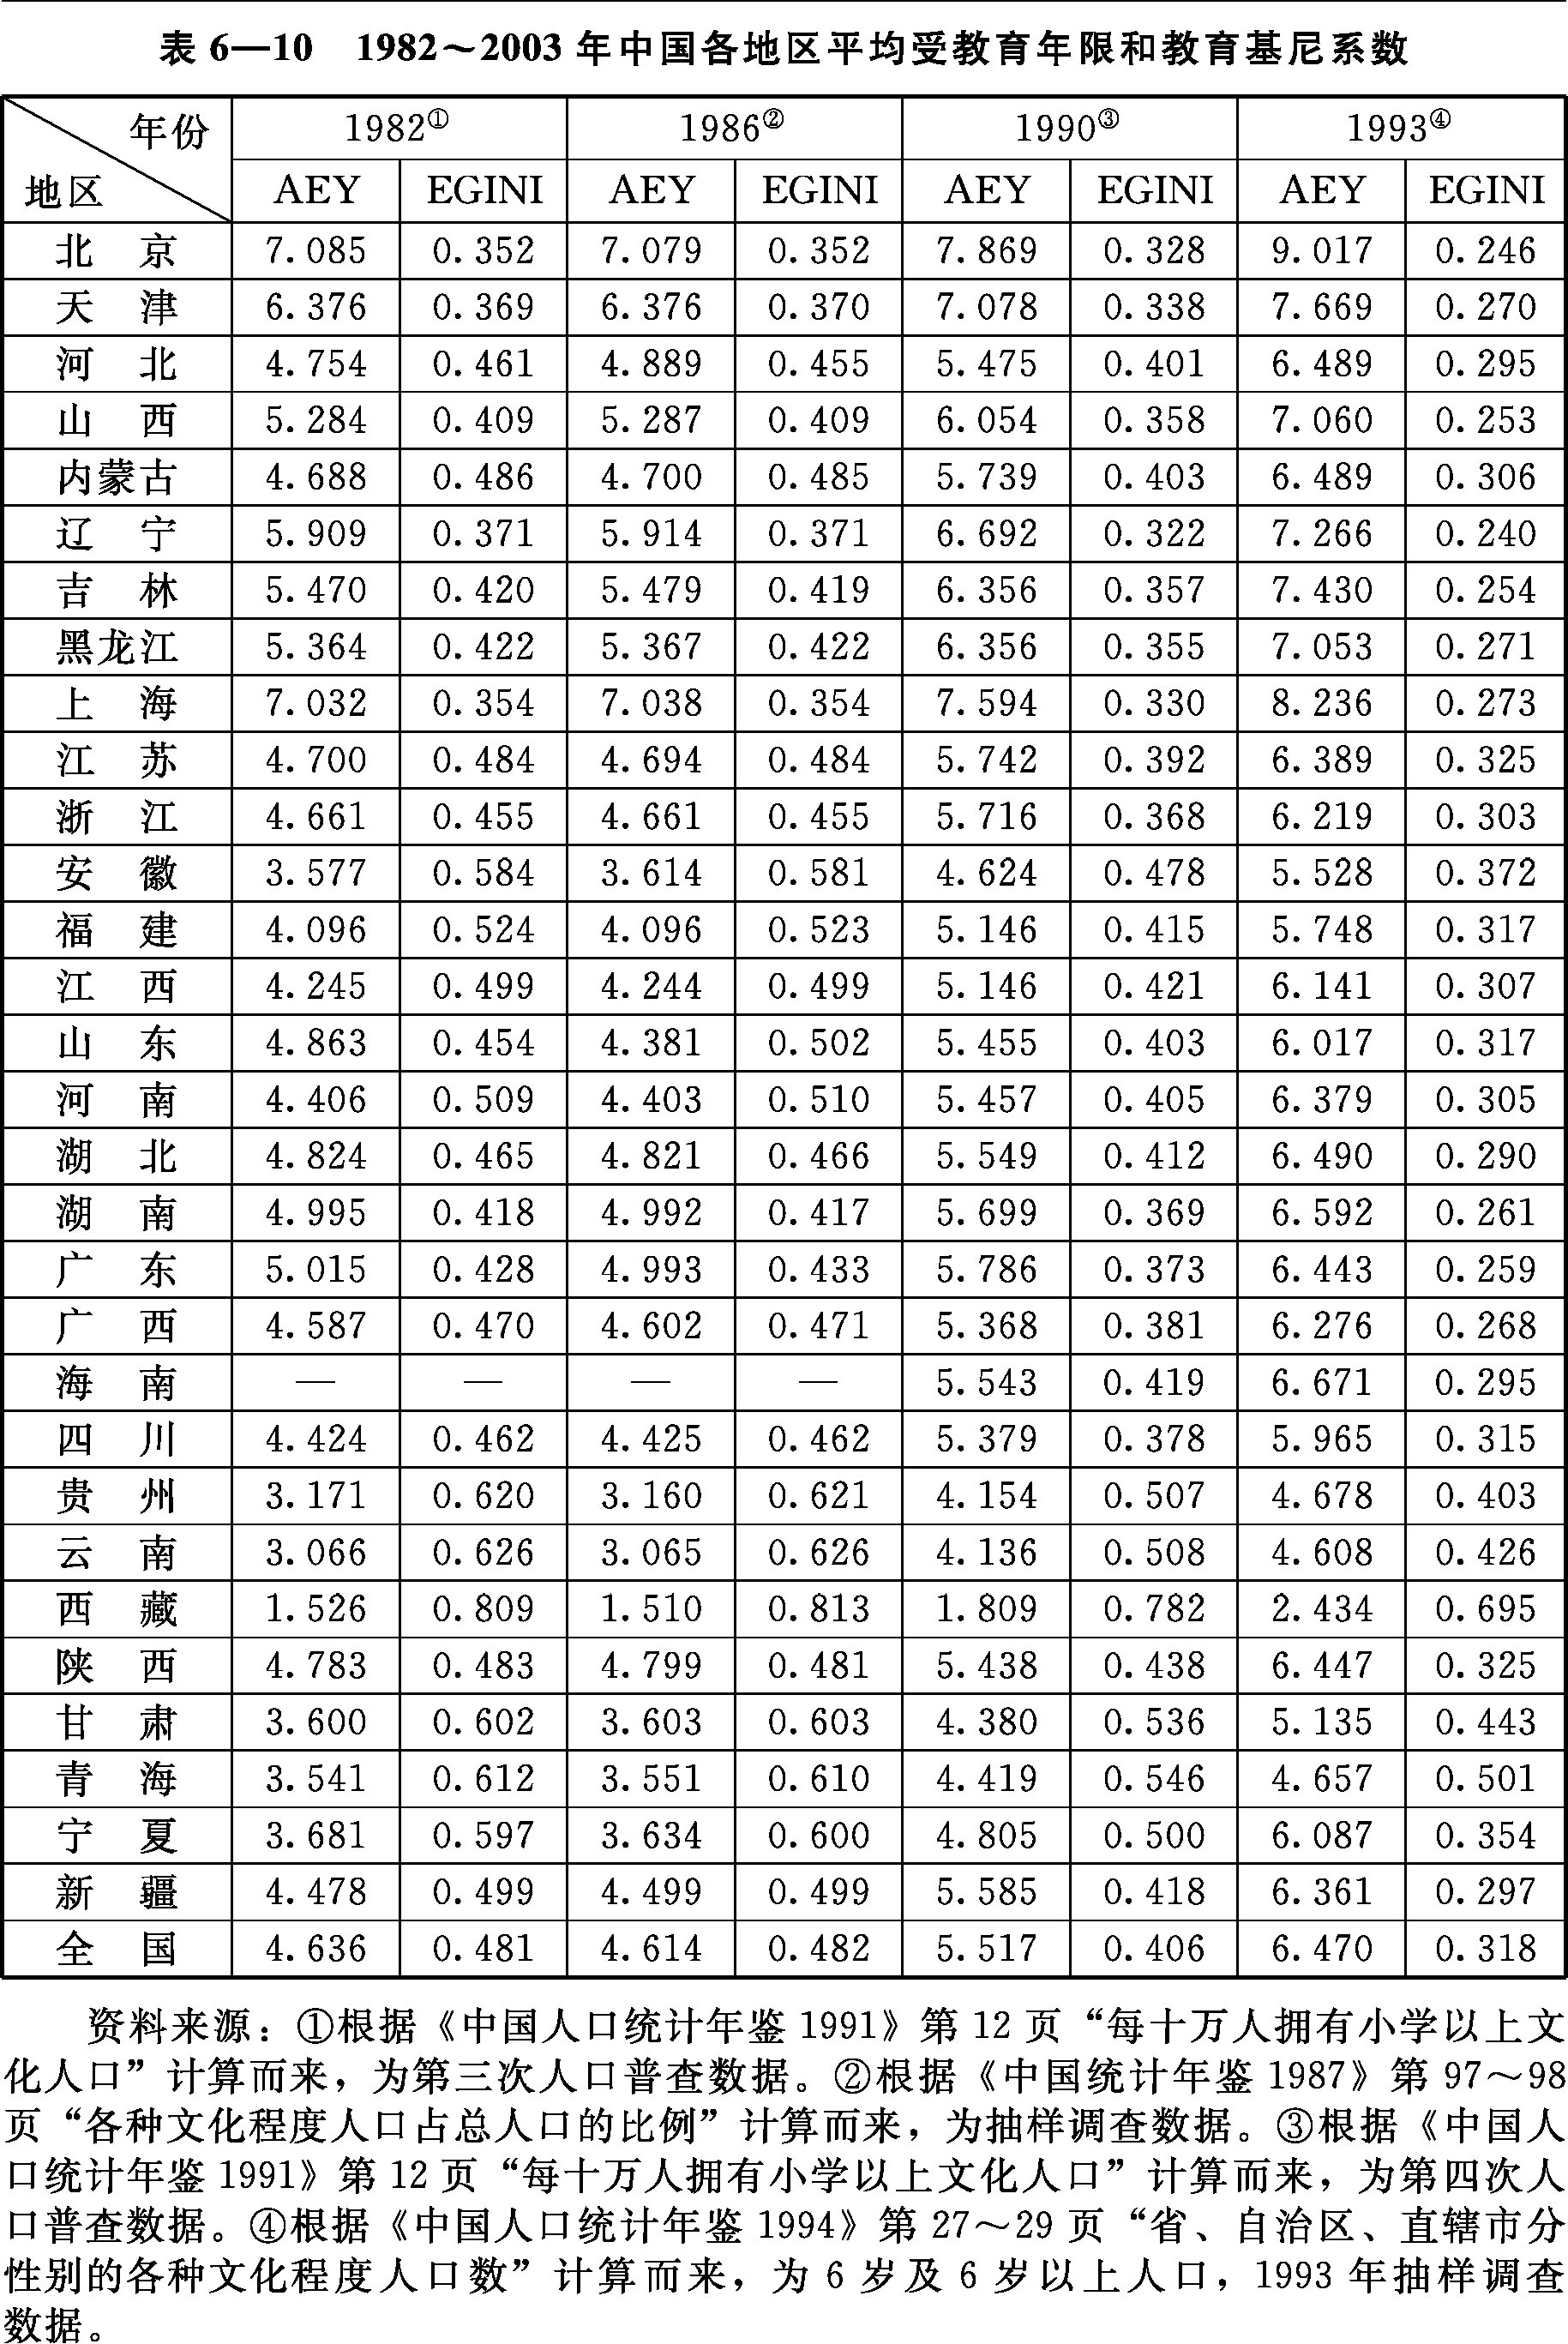 表 6—10 1982～2003 年中国各地区平均受教育年限和教育基尼系数
年份 1982① 1986② 1990③ 1993④
地区 AEY EGINI AEY EGINI AEY EGINI AEY EGINI
北京 7.085 0.352 7.079 0.352 7.869 0.328 9.017 0.246
天津 6.376 0.369 6.376 0.370 7.078 0.338 7.669 0.270
河北 4.754 0.461 4.889 0.455 5.475 0.401 6.489 0.295
山西 5.284 0.409 5.287 0.409 6.054 0.358 7.060 0.253
内蒙古 4.688 0.486 4.700 0.485 5.739 0.403 6.489 0.306
辽宁 5.909 0.371 5.914 0.371 6.692 0.322 7.266 0.240
吉林 5.470 0.420 5.479 0.419 6.356 0.357 7.430 0.254
黑龙江 5.364 0.422 5.367 0.422 6.356 0.355 7.053 0.271
上海 7.032 0.354 7.038 0.354 7.594 0.330 8.236 0.273
江苏 4.700 0.484 4.694 0.484 5.742 0.392 6.389 0.325
浙江 4.661 0.455 4.661 0.455 5.716 0.368 6.219 0.303
安徽 3.577 0.584 3.614 0.581 4.624 0.478 5.528 0.372
福建 4.096 0.524 4.096 0.523 5.146 0.415 5.748 0.317
江西 4.245 0.499 4.244 0.499 5.146 0.421 6.141 0.307
山东 4.863 0.454 4.381 0.502 5.455 0.403 6.017 0.317
河南 4.406 0.509 4.403 0.510 5.457 0.405 6.379 0.305
湖北 4.824 0.465 4.821 0.466 5.549 0.412 6.490 0.290
湖南 4.995 0.418 4.992 0.417 5.699 0.369 6.592 0.261
广东 5.015 0.428 4.993 0.433 5.786 0.373 6.443 0.259
广西 4.587 0.470 4.602 0.471 5.368 0.381 6.276 0.268
海南 — — — — 5.543 0.419 6.671 0.295
四川 4.424 0.462 4.425 0.462 5.379 0.378 5.965 0.315
贵州 3.171 0.620 3.160 0.621 4.154 0.507 4.678 0.403
云南 3.066 0.626 3.065 0.626 4.136 0.508 4.608 0.426
西藏 1.526 0.809 1.510 0.813 1.809 0.782 2.434 0.695
陕西 4.783 0.483 4.799 0.481 5.438 0.438 6.447 0.325
甘肃 3.600 0.602 3.603 0.603 4.380 0.536 5.135 0.443
青海 3.541 0.612 3.551 0.610 4.419 0.546 4.657 0.501
宁夏 3.681 0.597 3.634 0.600 4.805 0.500 6.087 0.354
新疆 4.478 0.499 4.499 0.499 5.585 0.418 6.361 0.297
全国 4.636 0.481 4.614 0.482 5.517 0.406 6.470 0.318
资料来源：①根据《中国人口统计年鉴 1991》第 12 页“每十万人拥有小学以上文
化人口”计算而来，为第三次人口普查数据。②根据《中国统计年鉴 1987》第 97～98
页“各种文化程度人口占总人口的比例”计算而来，为抽样调查数据。③根据《中国人
口统计年鉴 1991》第 12 页“每十万人拥有小学以上文化人口”计算而来，为第四次人
口普查数据。④根据《中国人口统计年鉴 1994》第 27～29 页“省、自治区、直辖市分
性别的各种文化程度人口数”计算而来，为 6 岁及 6 岁以上人口，1993 年抽样调查
数据。